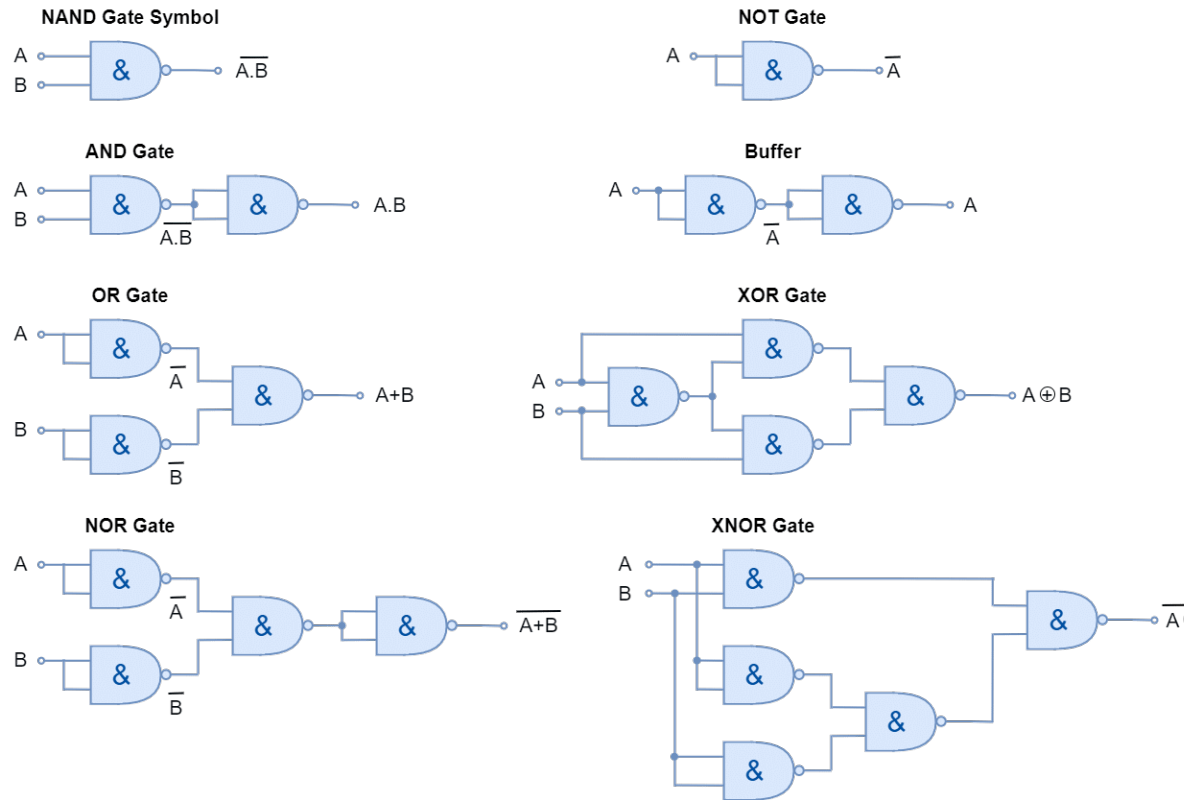 NAND Gate Symbol
A
B
&
A̅.̅B̅
NOT Gate
A
&
A̅
AND Gate
A
B
&
A̅.̅B̅
&
A.B
Buffer
A
&
A̅
&
A
OR Gate
A
&
A̅
B
&
B̅
&
A+B
XOR Gate
A
B
&
&
&
&
A⊕B
NOR Gate
A
&
A̅
B
&
B̅
&
&
A̅+̅B̅
XNOR Gate
A
B
&
&
&
&
&
A̅